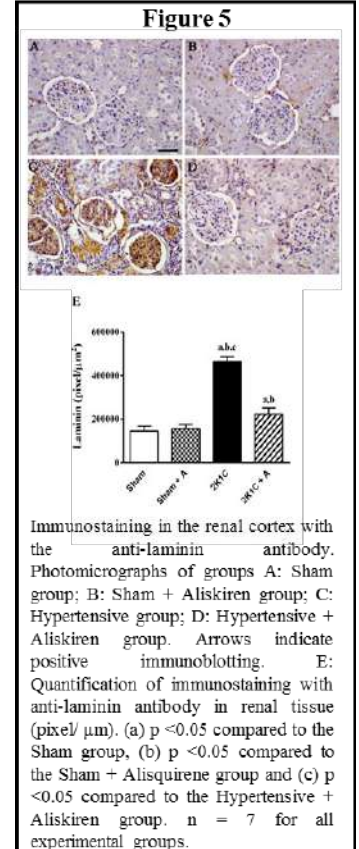 Figure 5
A
B
C
D
E
600000
400000
200000
0
Laminin (pixel/μm²)
a,b,c
a,b
Sham
Sham + A
2K1C
2K1C + A
Immunostaining in the renal cortex with
the anti-laminin antibody.
Photomicrographs of groups A: Sham
group; B: Sham + Aliskiren group; C:
Hypertensive group; D: Hypertensive +
Aliskiren group. Arrows indicate
positive immunoblotting. E:
Quantification of immunostaining with
anti-laminin antibody in renal tissue
(pixel/ μm). (a) p <0.05 compared to the
Sham group, (b) p <0.05 compared to
the Sham + Alisquirene group and (c) p
<0.05 compared to the Hypertensive +
Aliskiren group. n = 7 for all
experimental groups.